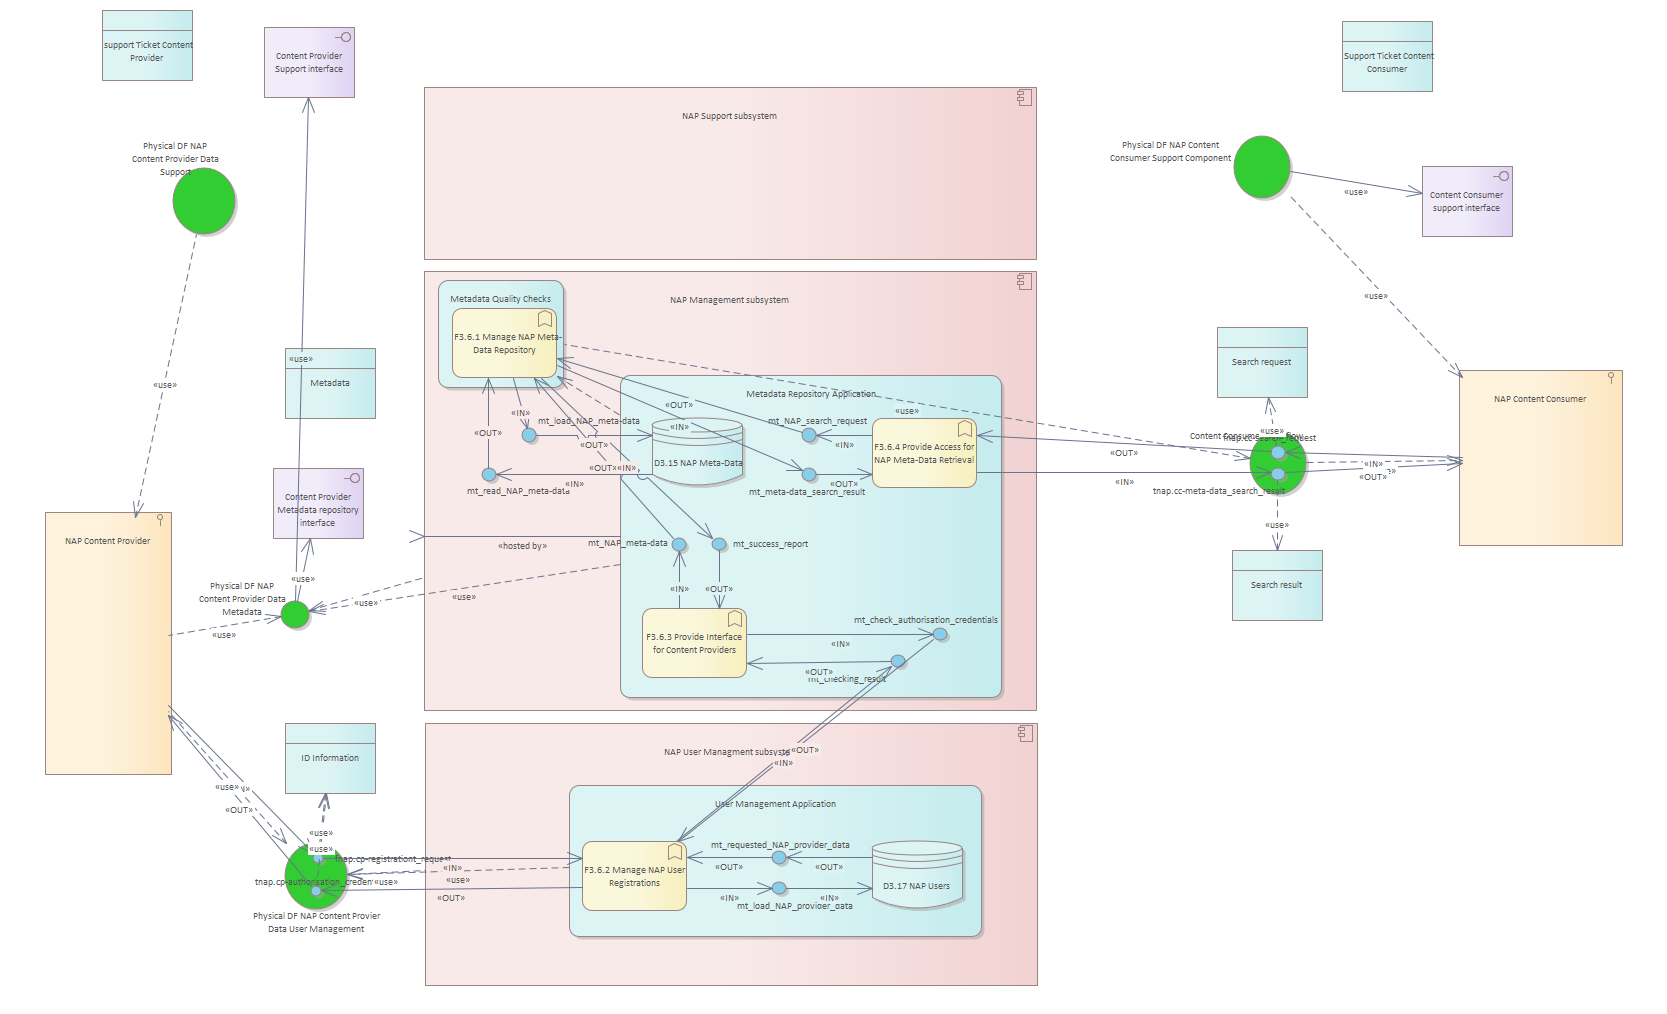 support Ticket Content
Provider
Content Provider
Support interface
Support Ticket Content
Consumer
NAP Support subsystem
Physical DF NAP
Content Provider Data
Support
Physical DF NAP Content
Consumer Support Component
«use»
Content Consumer
support interface
«use»
«use»
«use»
Metadata
Metadata Quality Checks
NAP Management subsystem
F3.6.1 Manage NAP Meta-
Data Repository
Metadata Repository Application
«use»
«OUT»
«IN»
«IN»
«OUT»
mt_load_NAP_meta-data
«OUT»
«OUT»
«IN»
«IN»
mt_read_NAP_meta-data
D3.15 NAP Meta-Data
mt_NAP_search_request
«IN»
F3.6.4 Provide Access for
NAP Meta-Data Retrieval
«OUT»
mt_meta-data_search_result
Search request
«use»
Content Consume
tnap.cc-search_request
«OUT»
«IN»
«IN»
«OUT»
tnap.cc-meta-data_search_result
«use»
Search result
NAP Content Consumer
Content Provider
Metadata repository
interface
NAP Content Provider
«hosted by»
mt_NAP_meta-data
mt_success_report
«use»
Physical DF NAP
Content Provider Data
Metadata
«use»
«use»
«use»
«IN»
«OUT»
F3.6.3 Provide Interface
for Content Providers
mt_check_authorisation_credentials
«IN»
«OUT»
mt_checking_result
ID Information
NAP User Managment subsyste
«OUT»
«IN»
User Management Application
«use»
«OUT»
«use»
«use»
tnap.cp-registrationt_request
«IN»
tnap.cp-authorisation_creden
«use»
«use»
«OUT»
Physical DF NAP Content Provier
Data User Management
F3.6.2 Manage NAP User
Registrations
mt_requested_NAP_provider_data
«OUT»
«OUT»
«IN»
«IN»
mt_load_NAP_provider_data
D3.17 NAP Users